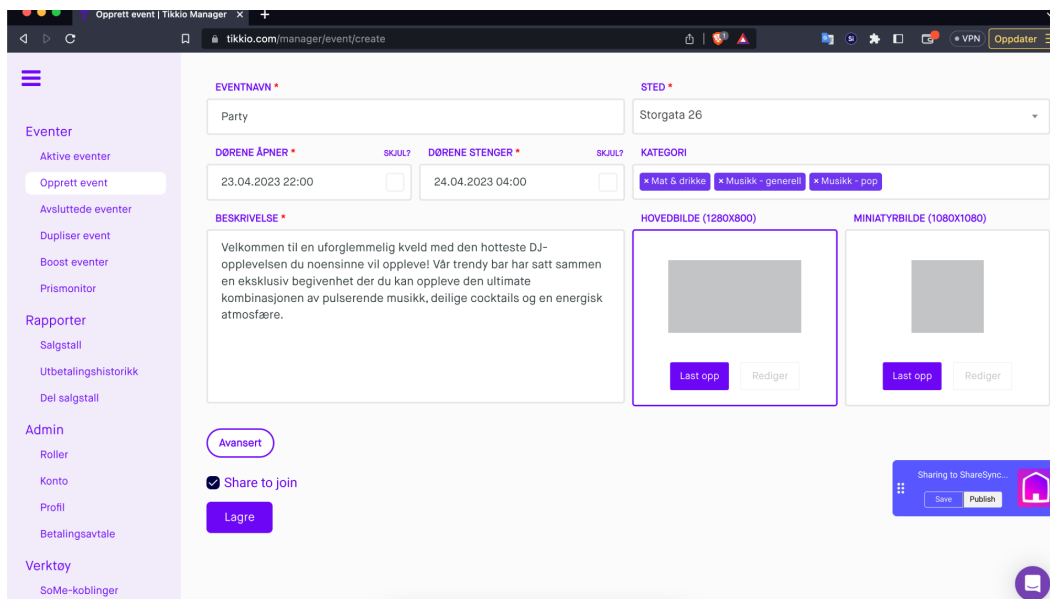 Opprett event | Tikkio Manager
tikkio.com/manager/event/create
VPN
Oppdater
Eventer
Aktive eventer
Opprett event
Avsluttede eventer
Dupliser event
Boost eventer
Prismonitor
Rapporter
Salgstall
Utbetalingshistorikk
Del salgstall
Admin
Roller
Konto
Profil
Betalingsavtale
Verktøy
SoMe-koblinger
EVENTNAVN *
Party
STED *
Storgata 26
DØRENE ÅPNER *
SKJUL?
23.04.2023 22:00
DØRENE STENGER *
SKJUL?
24.04.2023 04:00
KATEGORI
× Mat & drikke × Musikk - generell × Musikk - pop
BESKRIVELSE *
Velkommen til en uforglemmelig kveld med den hotteste DJ-
opplevelsen du noensinne vil oppleve! Vår trendy bar har satt sammen
en eksklusiv begivenhet der du kan oppleve den ultimate
kombinasjonen av pulserende musikk, deilige cocktails og en energisk
atmosfære.
HOVEDBILDE (1280X800)
Last opp
Rediger
MINIATYRBILDE (1080X1080)
Last opp
Rediger
Avansert
Share to join
Lagre
Sharing to ShareSync...
Save
Publish